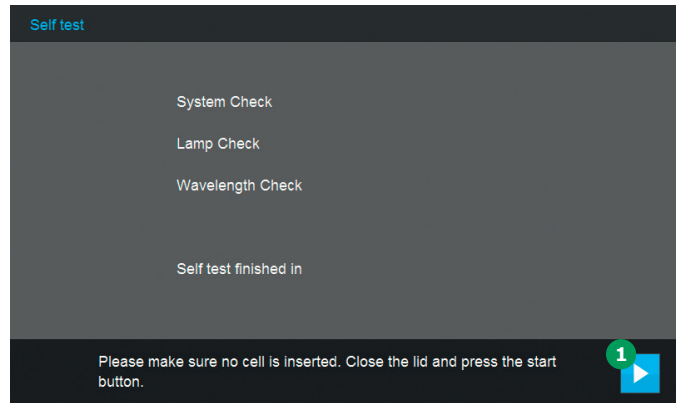 Self test
System Check
Lamp Check
Wavelength Check
Self test finished in
Please make sure no cell is inserted. Close the lid and press the start
button.
1